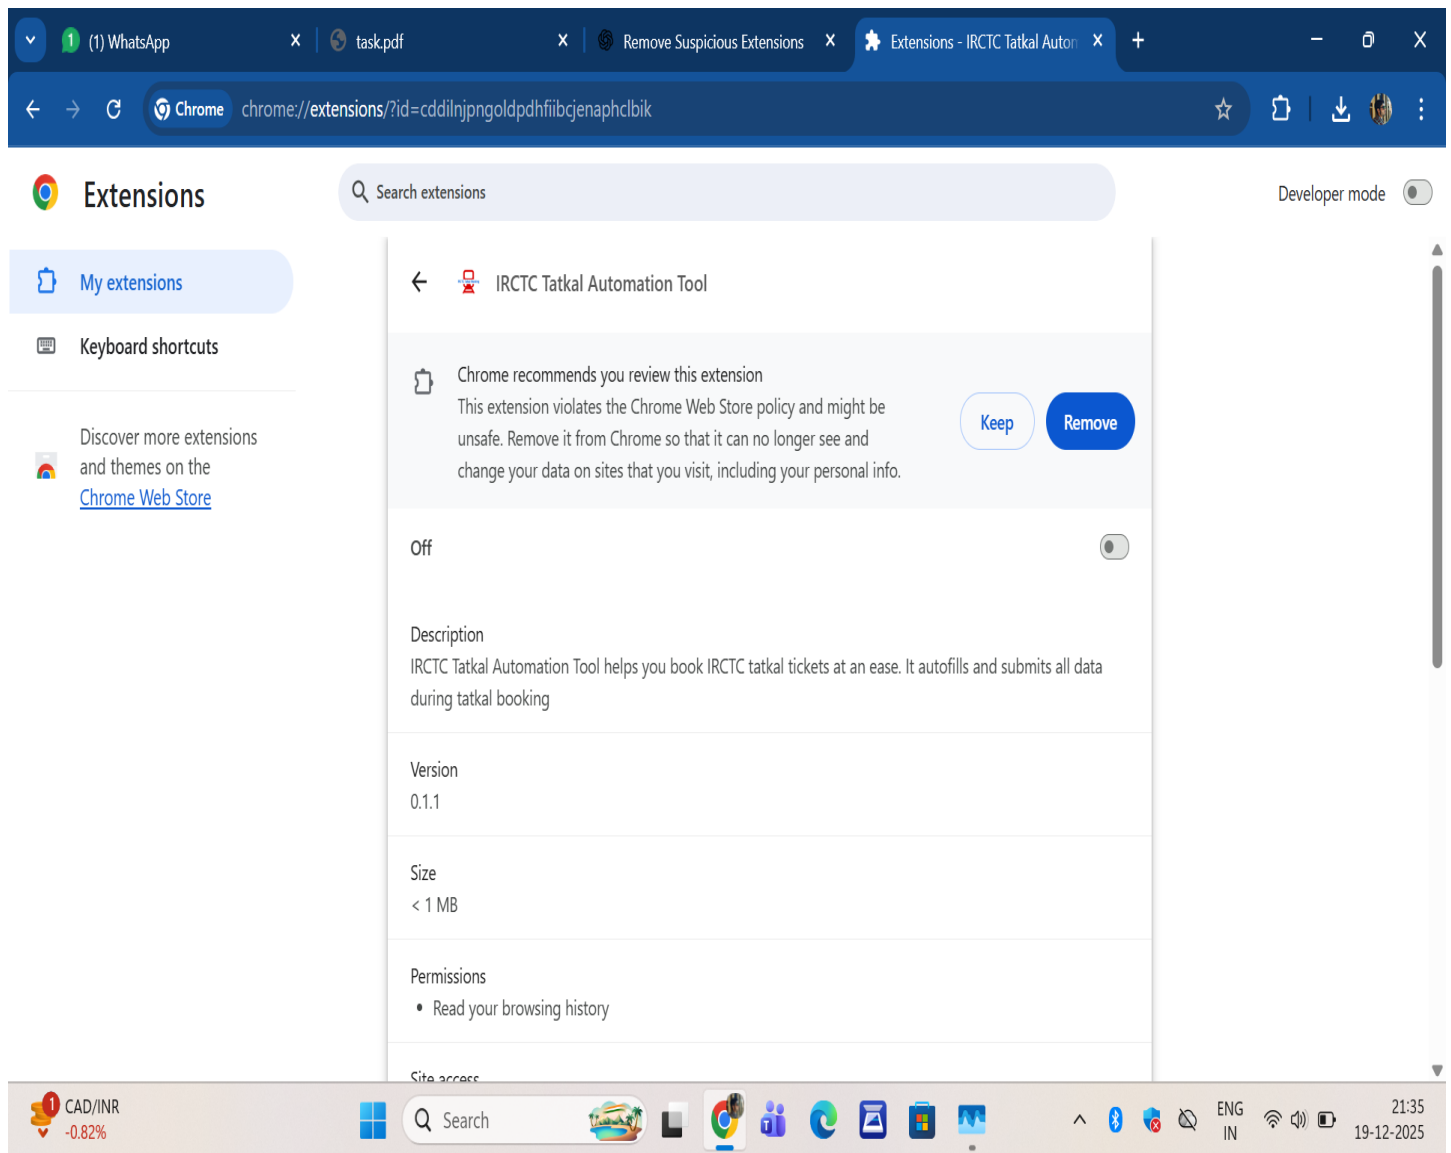 1 (1) WhatsApp
task.pdf
Remove Suspicious Extensions
Extensions - IRCTC Tatkal Autom
Chrome chrome://extensions/?id=cddilnjpngoldpdhfiibcjenaphclbik
Extensions
Search extensions
Developer mode
My extensions
Keyboard shortcuts
Discover more extensions
and themes on the
Chrome Web Store
IRCTC Tatkal Automation Tool
Chrome recommends you review this extension
This extension violates the Chrome Web Store policy and might be
unsafe. Remove it from Chrome so that it can no longer see and
change your data on sites that you visit, including your personal info.
Keep
Remove
Off
Description
IRCTC Tatkal Automation Tool helps you book IRCTC tatkal tickets at an ease. It autofills and submits all data
during tatkal booking
Version
0.1.1
Size
< 1 MB
Permissions
• Read your browsing history
Site access
1
CAD/INR
-0.82%
Search
ENG
IN
21:35
19-12-2025